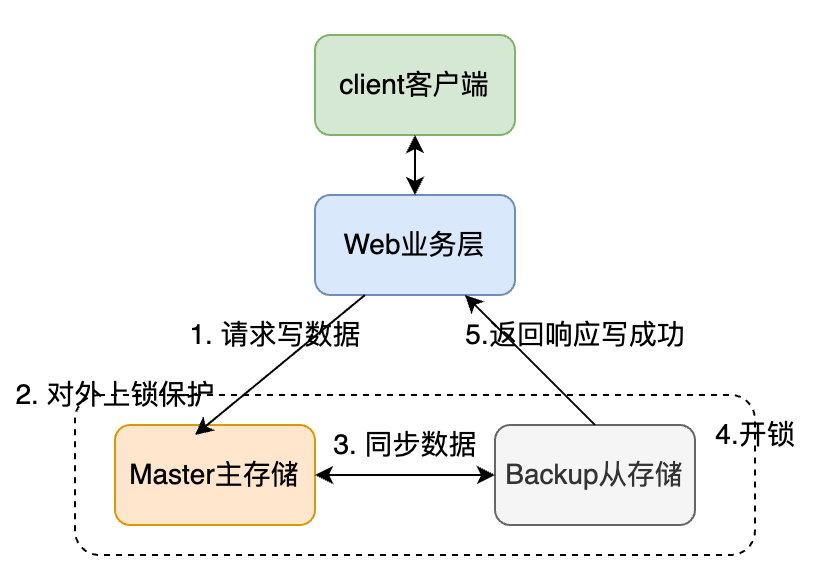 client客户端
Web业务层
1. 请求写数据
5.返回响应写成功
2. 对外上锁保护
4.开锁
3. 同步数据
Master主存储
Backup从存储